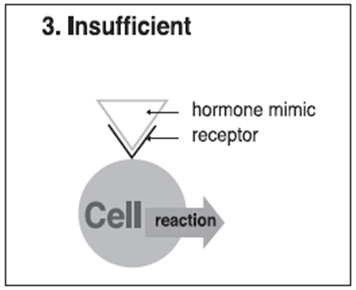 3. Insufficient
hormone mimic
receptor
Cell
reaction